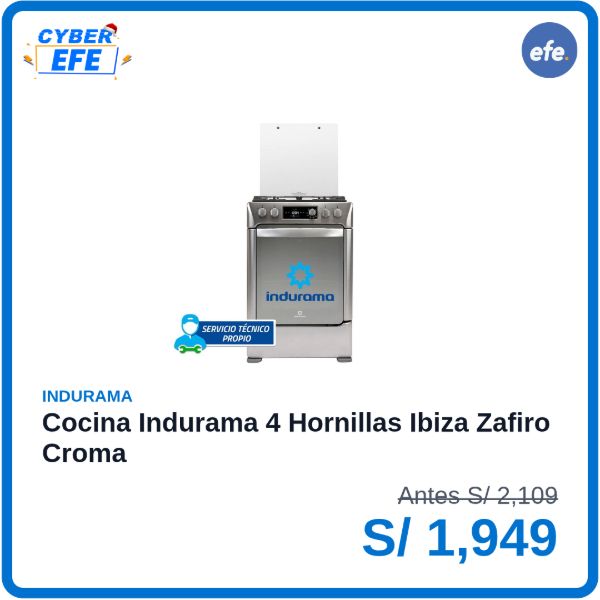 CYBER
EFE
efe.
indurama
SERVICIO TÉCNICO
PROPIO
INDURAMA
Cocina Indurama 4 Hornillas Ibiza Zafiro
Croma
Antes S/ 2,109
S/ 1,949